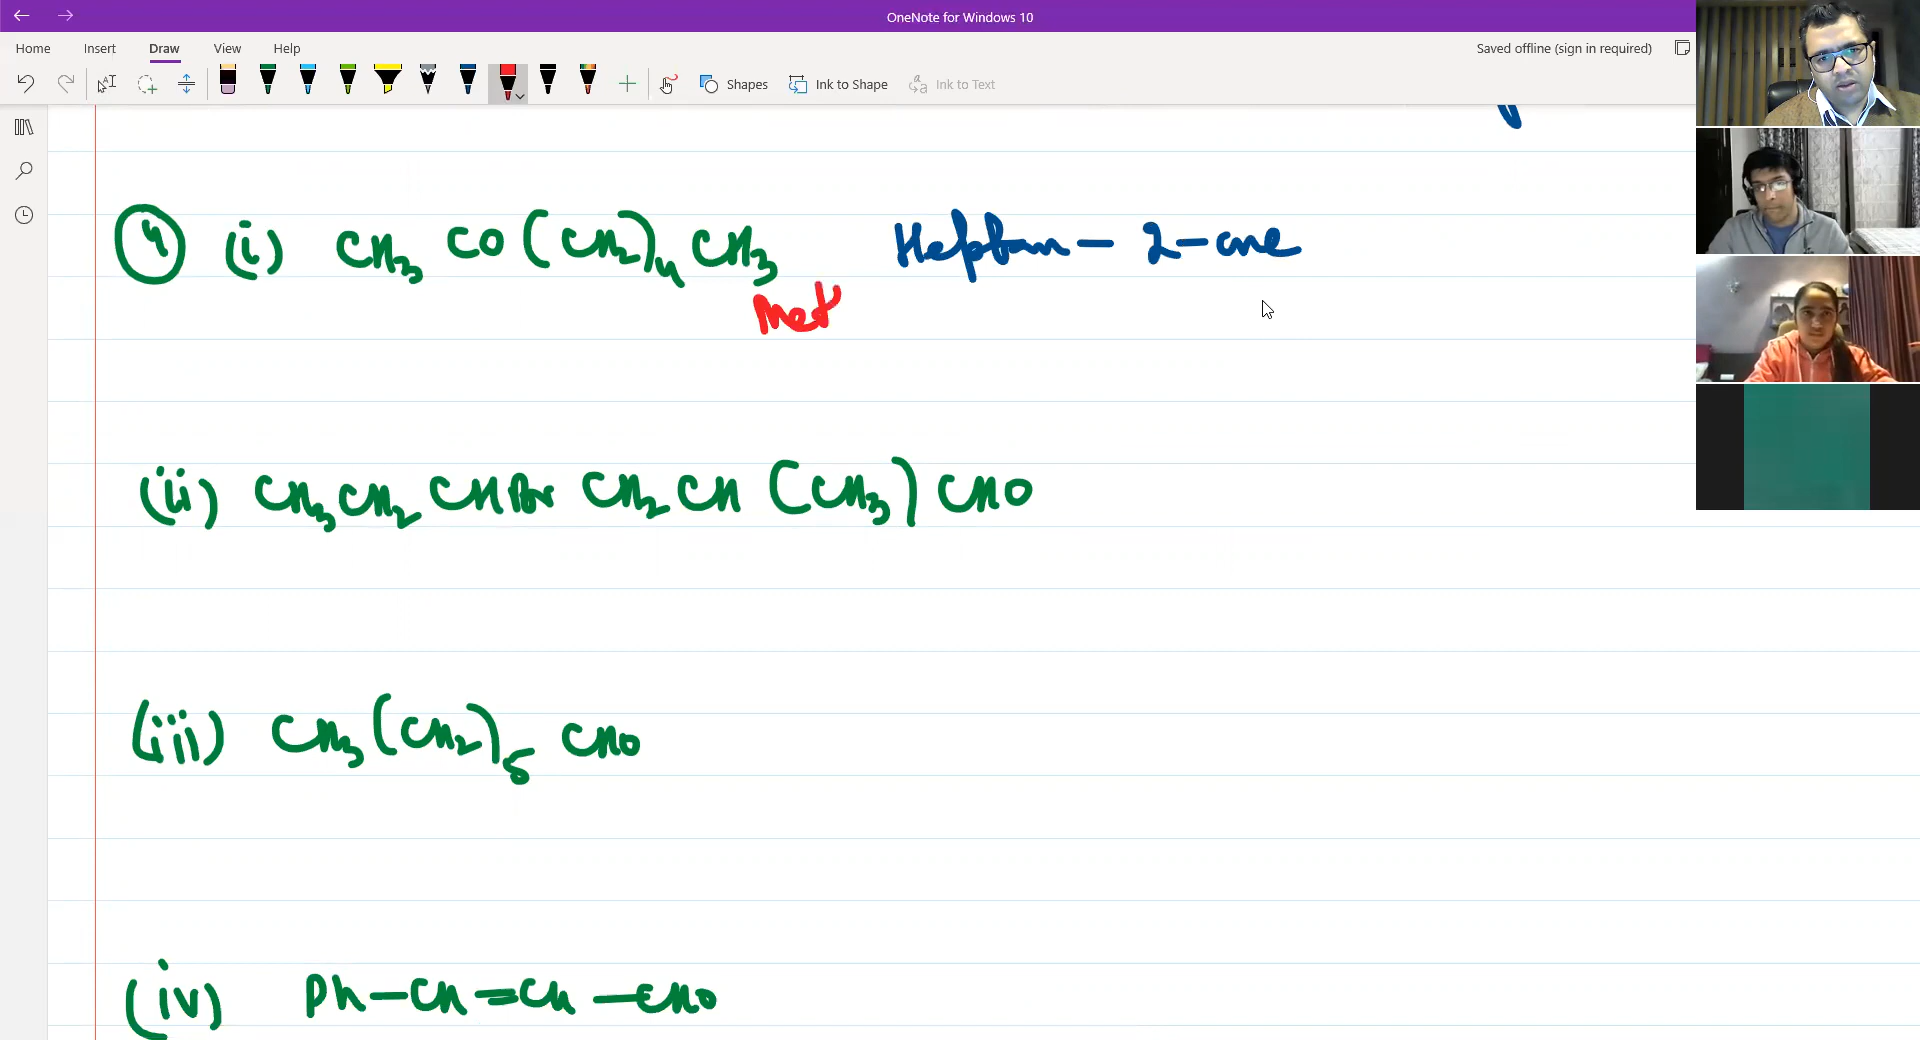 OneNote for Windows 10
Home Insert Draw View Help
Saved offline (sign in required)
Shapes Ink to Shape Ink to Text
(4) (i) CH3 CO (CH2)4 CH3 Heptan - 2 - one
Met
(ii) CH3CH2 CHBr CH2 CH (CH3) CHO
(iii) CH3 (CH2)5 CHO
(iv) Ph - CH = CH - CHO